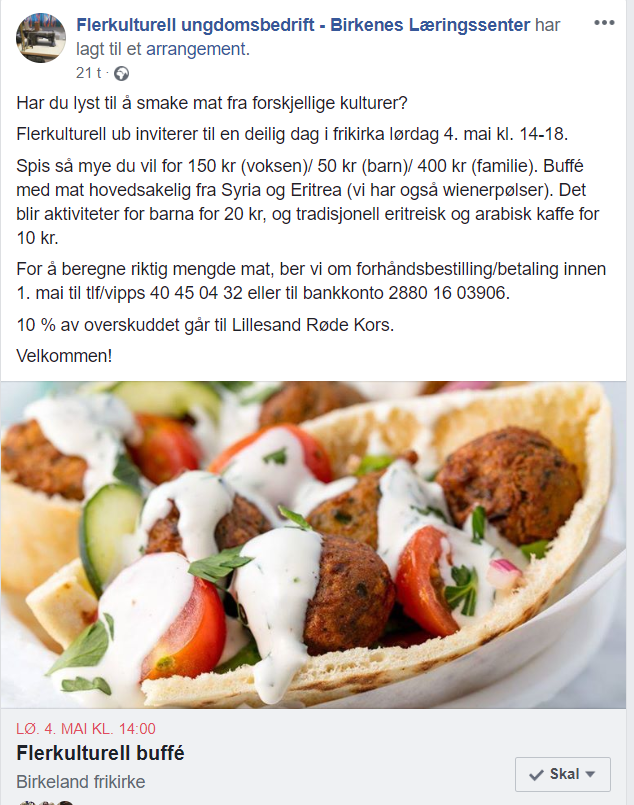 Flerkulturell ungdomsbedrift - Birkenes Læringssenter har
lagt til et arrangement.
21 t ·
Har du lyst til å smake mat fra forskjellige kulturer?
Flerkulturell ub inviterer til en deilig dag i frikirka lørdag 4. mai kl. 14-18.
Spis så mye du vil for 150 kr (voksen)/ 50 kr (barn)/ 400 kr (familie). Buffé
med mat hovedsakelig fra Syria og Eritrea (vi har også wienerpølser). Det
blir aktiviteter for barna for 20 kr, og tradisjonell eritreisk og arabisk kaffe for
10 kr.
For å beregne riktig mengde mat, ber vi om forhåndsbestilling/betaling innen
1. mai til tlf/vipps 40 45 04 32 eller til bankkonto 2880 16 03906.
10 % av overskuddet går til Lillesand Røde Kors.
Velkommen!
LØ. 4. MAI KL. 14:00
Flerkulturell buffé
Birkeland frikirke
Skal